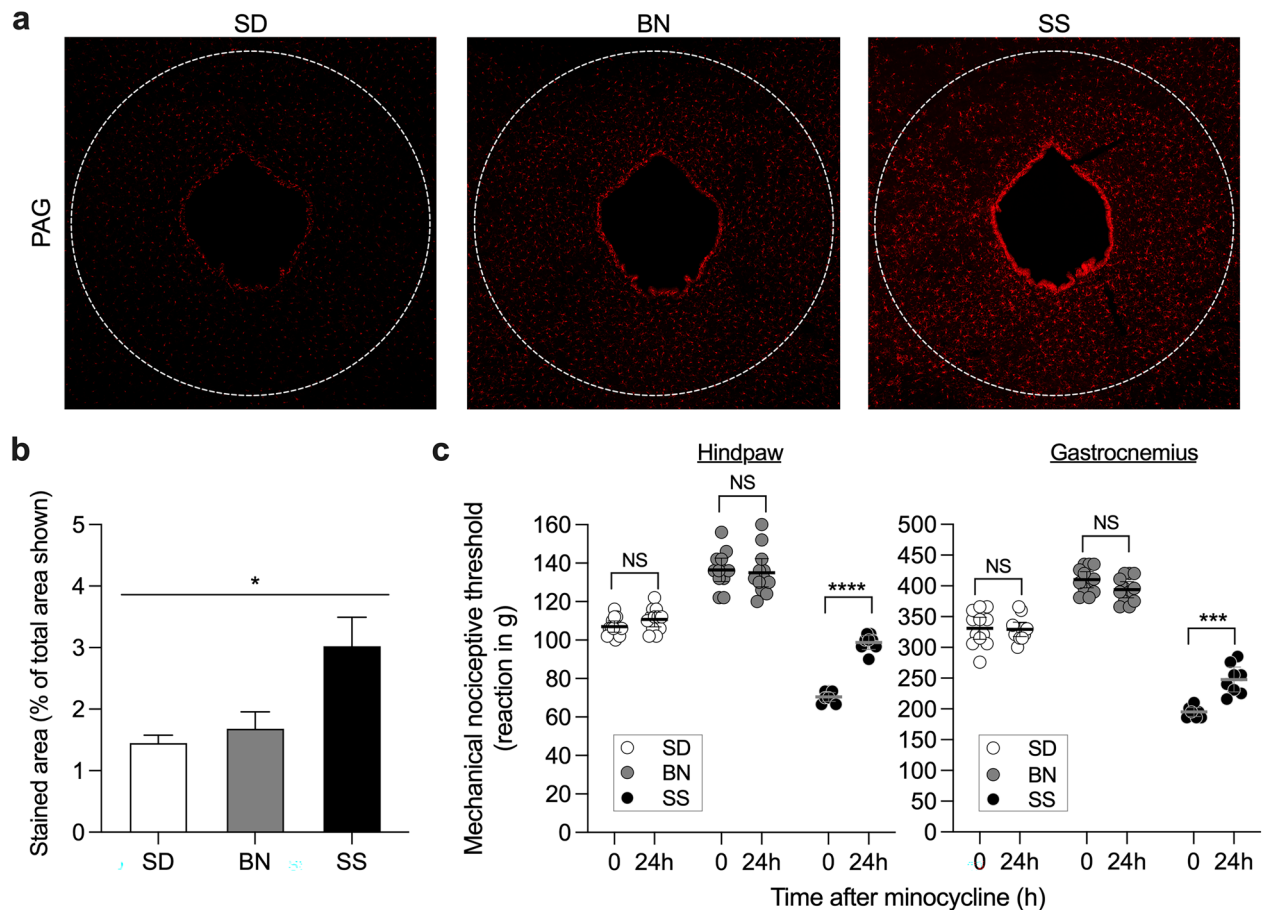 a
SD
BN
SS
PAG
b
Stained area (% of total area shown)
5
4
3
2
1
0
*
SD
BN
SS
c
Hindpaw
Mechanical nociceptive threshold
(reaction in g)
160
140
120
100
80
60
40
20
0
NS
NS
****
SD
BN
SS
0 24h 0 24h 0 24h
Gastrocnemius
500
450
400
350
300
250
200
150
100
50
0
NS
NS
***
SD
BN
SS
0 24h 0 24h 0 24h
Time after minocycline (h)